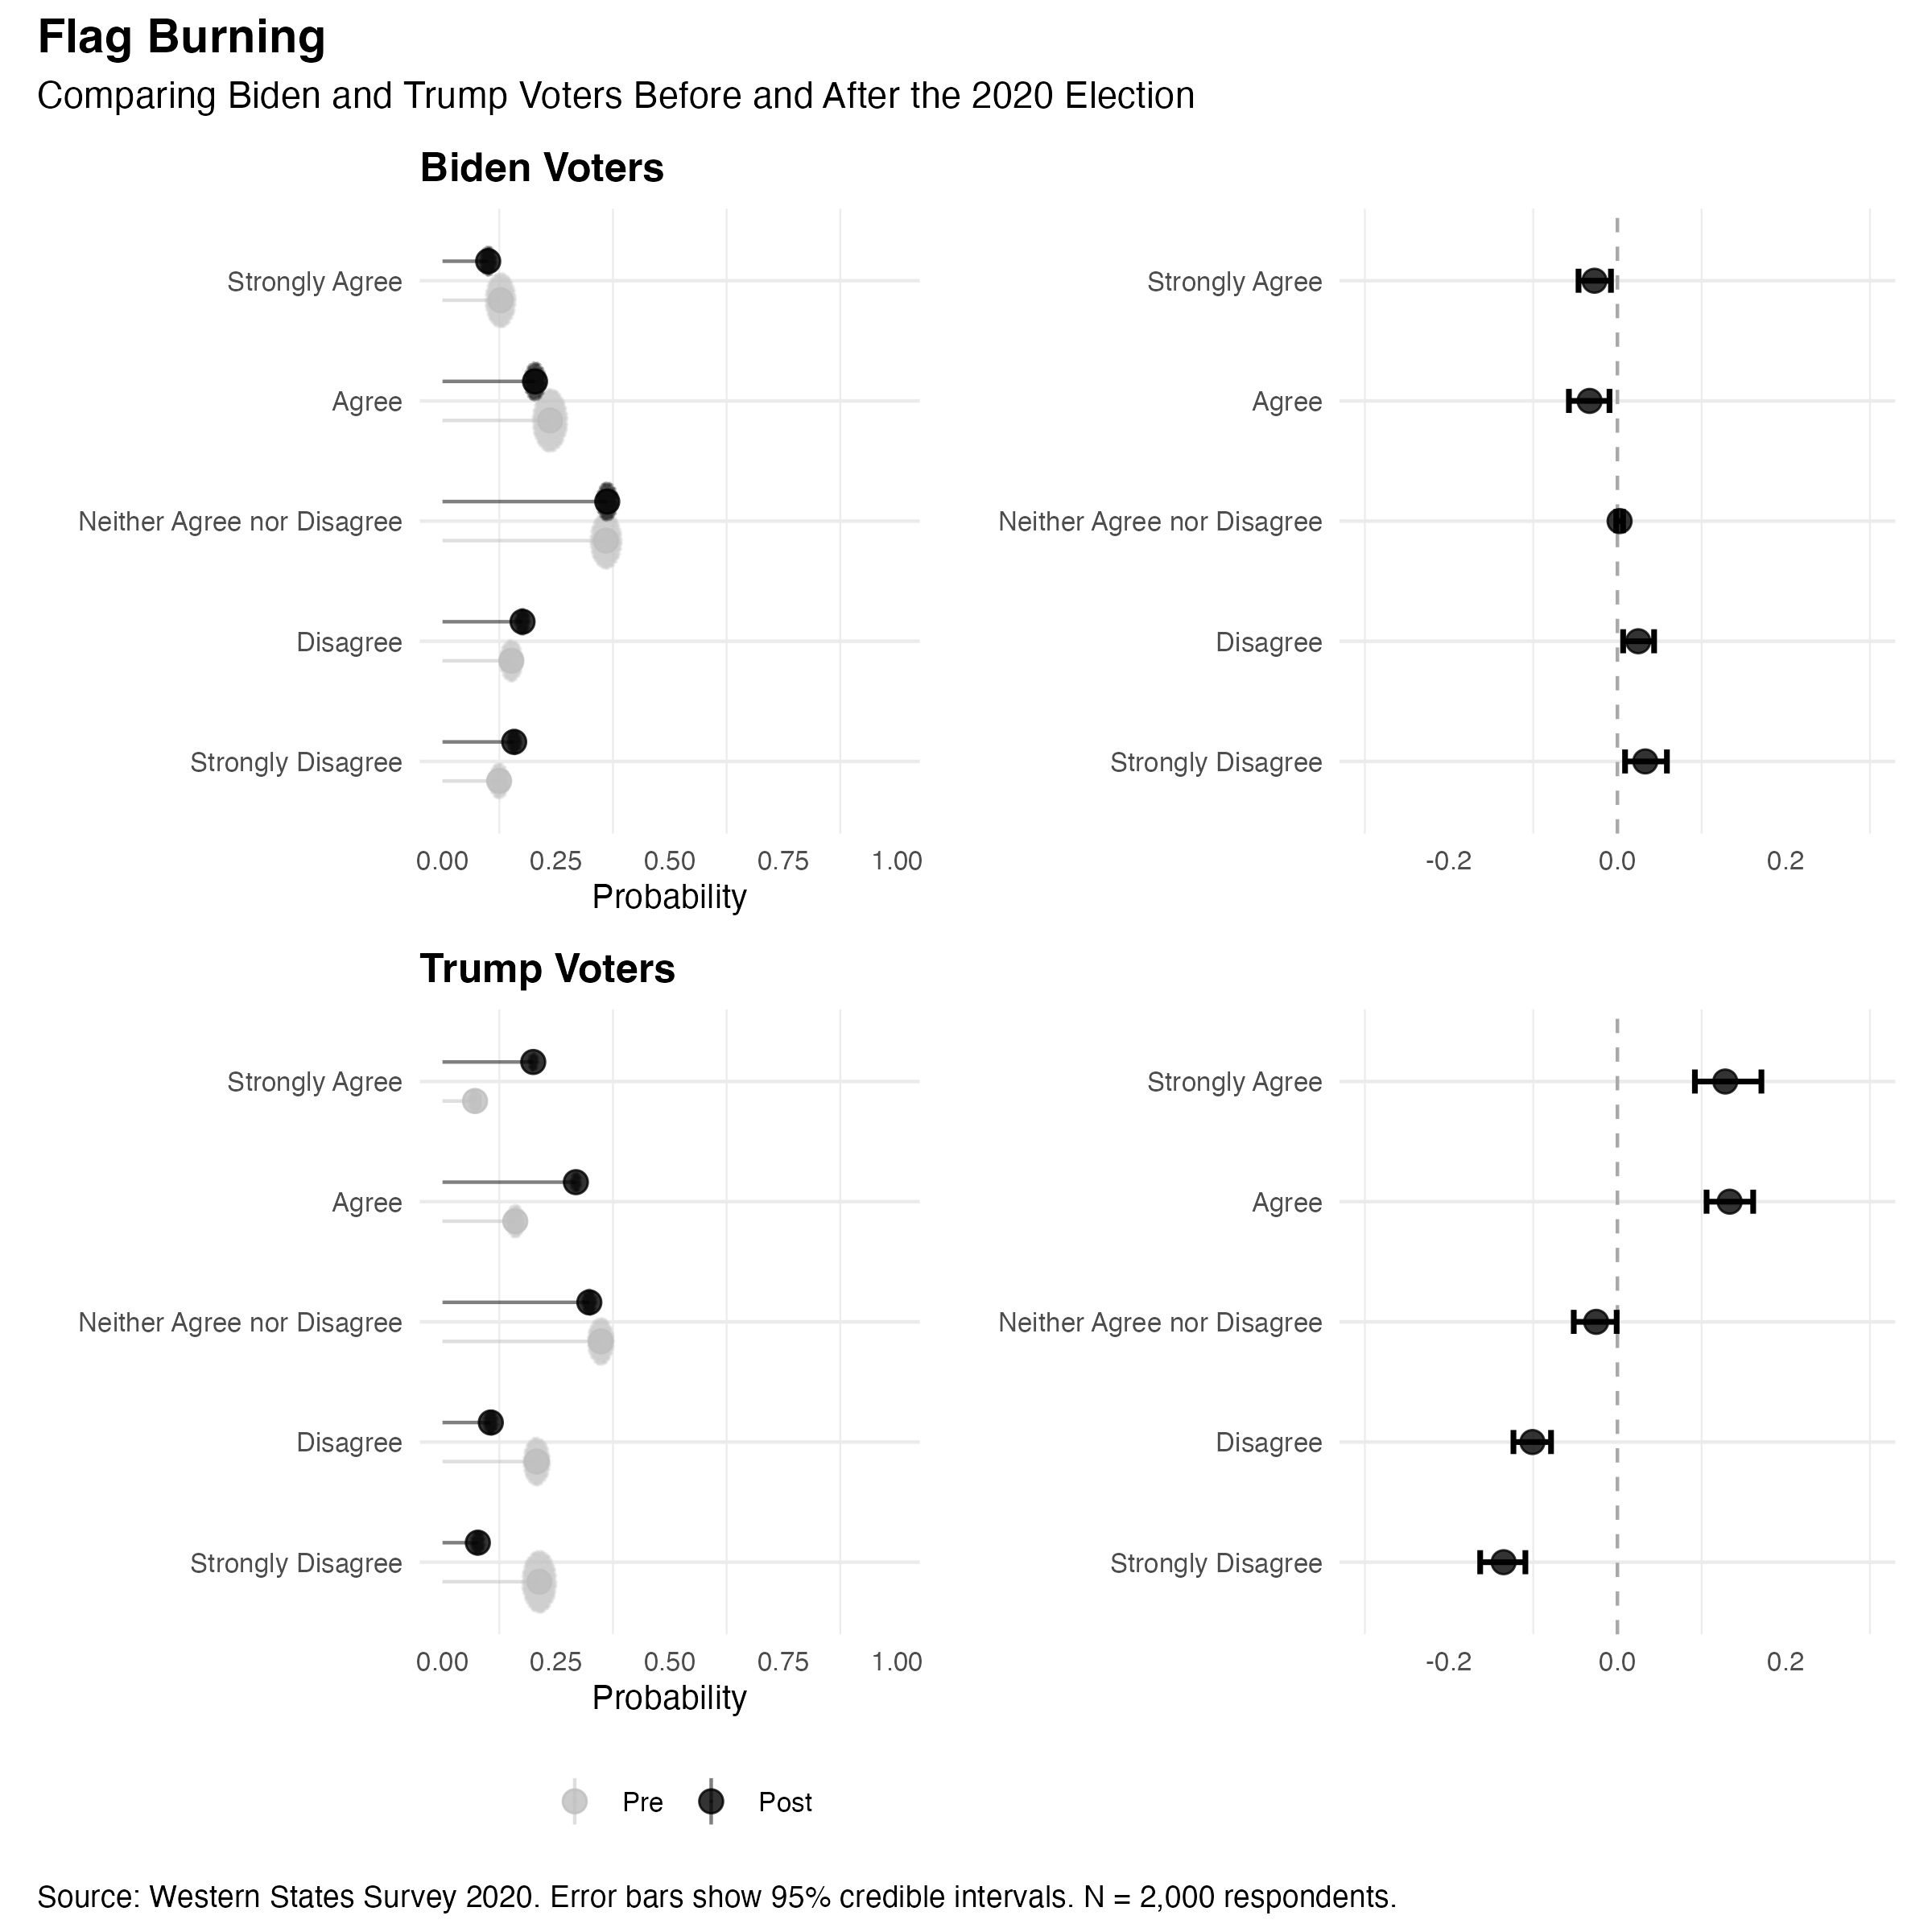 Flag Burning
Comparing Biden and Trump Voters Before and After the 2020 Election
Biden Voters
Strongly Agree
Agree
Neither Agree nor Disagree
Disagree
Strongly Disagree
0.00 0.25 0.50 0.75 1.00
Probability
Strongly Agree
Agree
Neither Agree nor Disagree
Disagree
Strongly Disagree
-0.2 0.0 0.2
Trump Voters
Strongly Agree
Agree
Neither Agree nor Disagree
Disagree
Strongly Disagree
0.00 0.25 0.50 0.75 1.00
Probability
Strongly Agree
Agree
Neither Agree nor Disagree
Disagree
Strongly Disagree
-0.2 0.0 0.2
Pre Post
Source: Western States Survey 2020. Error bars show 95% credible intervals. N = 2,000 respondents.